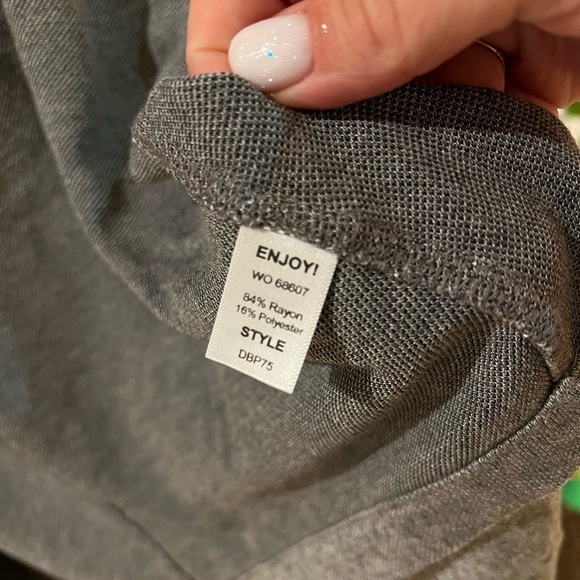 ENJOY!
WO 68607
84% Rayon
16% Polyester
STYLE
DBP75